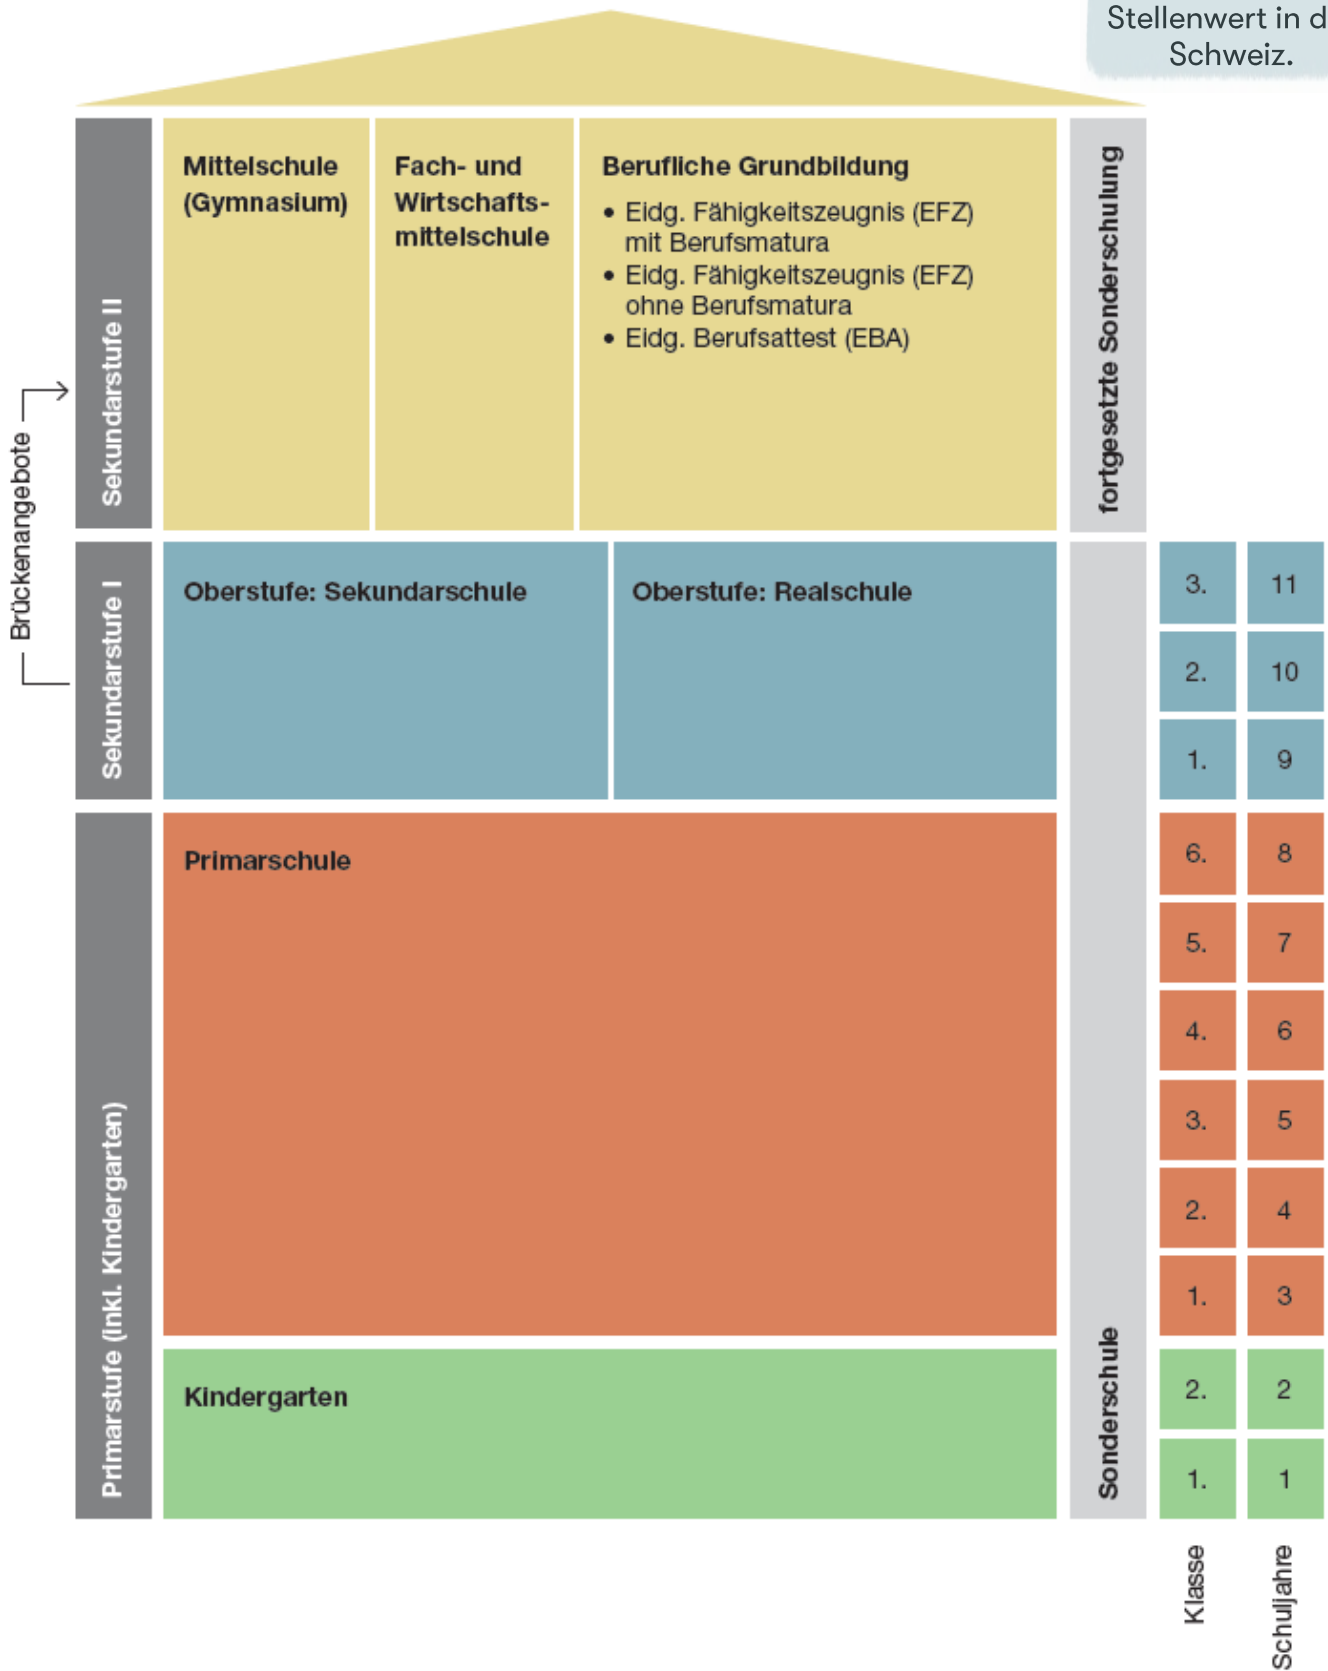 Stellenwert in d
Schweiz.
Mittelschule
(Gymnasium)
Fach- und
Wirtschafts-
mittelschule
Berufliche Grundbildung
• Eidg. Fähigkeitszeugnis (EFZ)
mit Berufsmatura
• Eidg. Fähigkeitszeugnis (EFZ)
ohne Berufsmatura
• Eidg. Berufsattest (EBA)
Sekundarstufe II
fortgesetzte Sonderschulung
Brückenangebote
Sekundarstufe I
Oberstufe: Sekundarschule
Oberstufe: Realschule
3. 11
2. 10
1. 9
Primarstufe (inkl. Kindergarten)
Primarschule
6. 8
5. 7
4. 6
3. 5
2. 4
1. 3
Kindergarten
Sonderschule
2. 2
1. 1
Klasse
Schuljahre